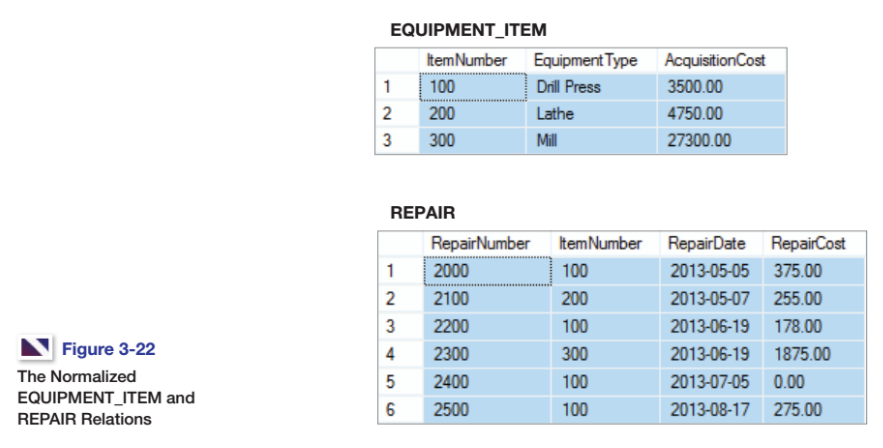 EQUIPMENT_ITEM
ItemNumber EquipmentType AcquisitionCost
1 100 Drill Press 3500.00
2 200 Lathe 4750.00
3 300 Mill 27300.00
REPAIR
RepairNumber ItemNumber RepairDate RepairCost
1 2000 100 2013-05-05 375.00
2 2100 200 2013-05-07 255.00
3 2200 100 2013-06-19 178.00
4 2300 300 2013-06-19 1875.00
5 2400 100 2013-07-05 0.00
6 2500 100 2013-08-17 275.00
Figure 3-22
The Normalized
EQUIPMENT_ITEM and
REPAIR Relations